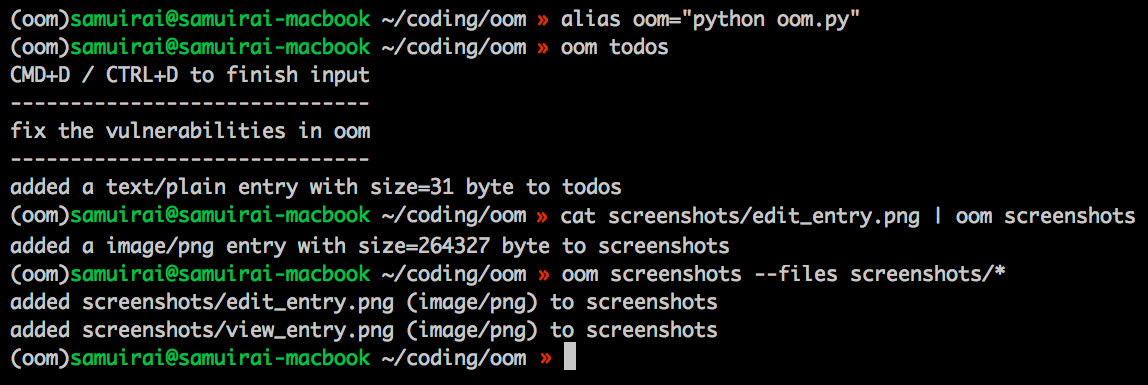 (oom)samuirai@samuirai-macbook ~/coding/oom » alias oom="python oom.py"
(oom)samuirai@samuirai-macbook ~/coding/oom » oom todos
CMD+D / CTRL+D to finish input
------------------------------
fix the vulnerabilities in oom
------------------------------
added a text/plain entry with size=31 byte to todos
(oom)samuirai@samuirai-macbook ~/coding/oom » cat screenshots/edit_entry.png | oom screenshots
added a image/png entry with size=264327 byte to screenshots
(oom)samuirai@samuirai-macbook ~/coding/oom » oom screenshots --files screenshots/*
added screenshots/edit_entry.png (image/png) to screenshots
added screenshots/view_entry.png (image/png) to screenshots
(oom)samuirai@samuirai-macbook ~/coding/oom »